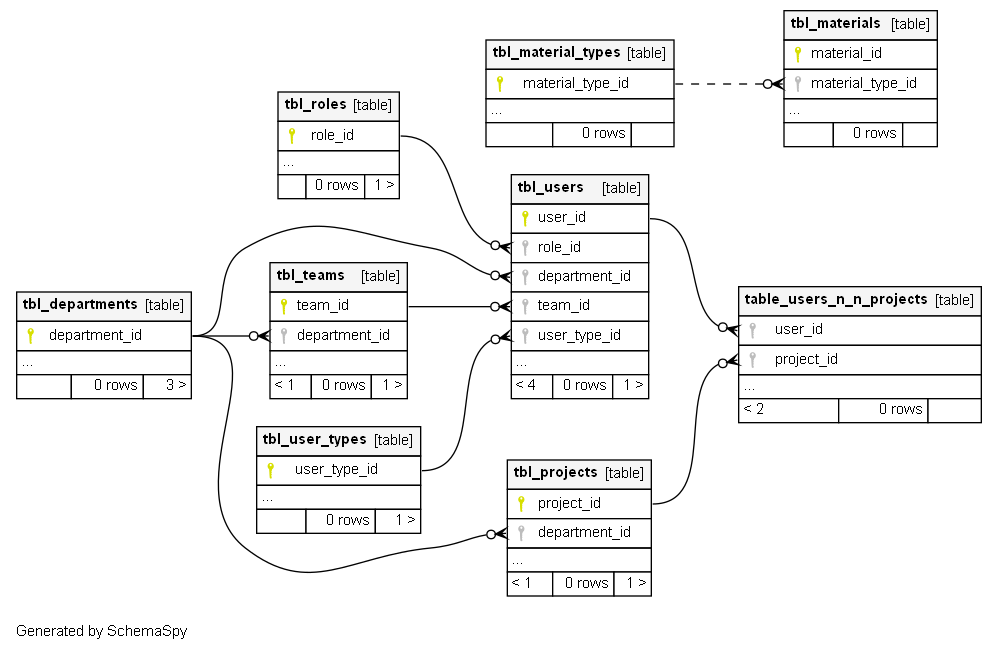 tbl_materials [table]
material_id
material_type_id
...
0 rows
tbl_material_types [table]
material_type_id
...
0 rows
tbl_roles [table]
role_id
...
0 rows 1 >
tbl_users [table]
user_id
role_id
department_id
team_id
user_type_id
...
< 4 0 rows 1 >
tbl_teams [table]
team_id
department_id
...
< 1 0 rows 1 >
tbl_departments [table]
department_id
...
0 rows 3 >
table_users_n_n_projects [table]
user_id
project_id
...
< 2 0 rows
tbl_user_types [table]
user_type_id
...
0 rows 1 >
tbl_projects [table]
project_id
department_id
...
< 1 0 rows 1 >
Generated by SchemaSpy